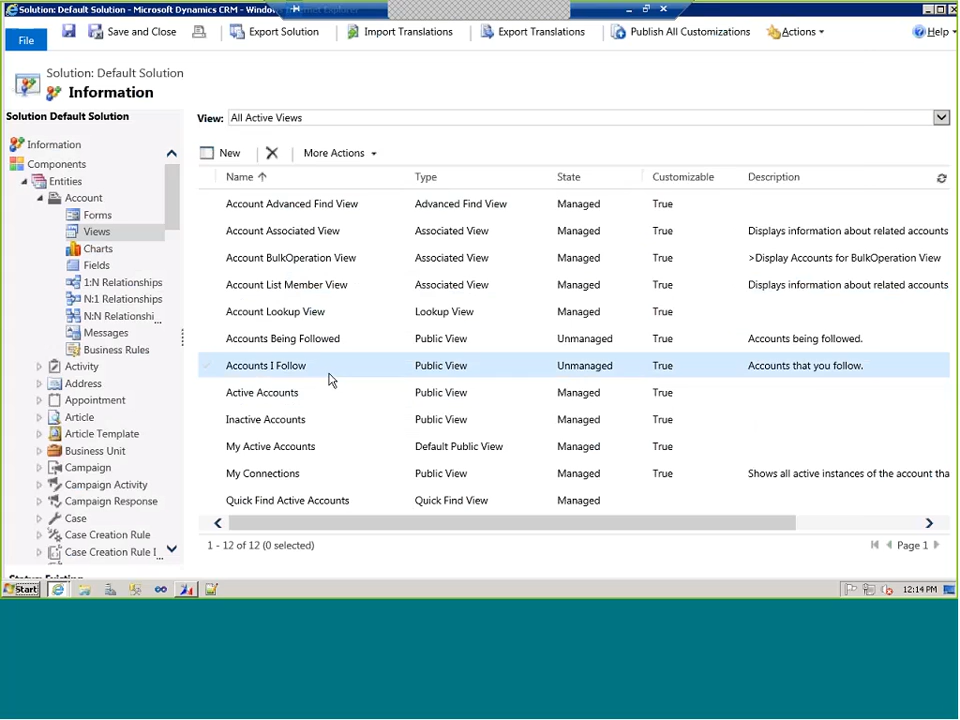 Solution: Default Solution - Microsoft Dynamics CRM - Windows Internet Explorer
File
Save and Close
Export Solution
Import Translations
Export Translations
Publish All Customizations
Actions
Help
Solution: Default Solution
Information
Solution Default Solution
Information
Components
Entities
Account
Forms
Views
Charts
Fields
1:N Relationships
N:1 Relationships
N:N Relationshi...
Messages
Business Rules
Activity
Address
Appointment
Article
Article Template
Business Unit
Campaign
Campaign Activity
Campaign Response
Case
Case Creation Rule
Case Creation Rule I...
View: All Active Views
New
More Actions
Name Type State Customizable Description
Account Advanced Find View Advanced Find View Managed True
Account Associated View Associated View Managed True Displays information about related accounts
Account BulkOperation View Associated View Managed True >Display Accounts for BulkOperation View
Account List Member View Associated View Managed True Displays information about related accounts
Account Lookup View Lookup View Managed True
Accounts Being Followed Public View Unmanaged True Accounts being followed.
Accounts I Follow Public View Unmanaged True Accounts that you follow.
Active Accounts Public View Managed True
Inactive Accounts Public View Managed True
My Active Accounts Default Public View Managed True
My Connections Public View Managed True Shows all active instances of the account tha
Quick Find Active Accounts Quick Find View Managed
1 - 12 of 12 (0 selected)
Page 1
Status: Existing
Start
12:14 PM